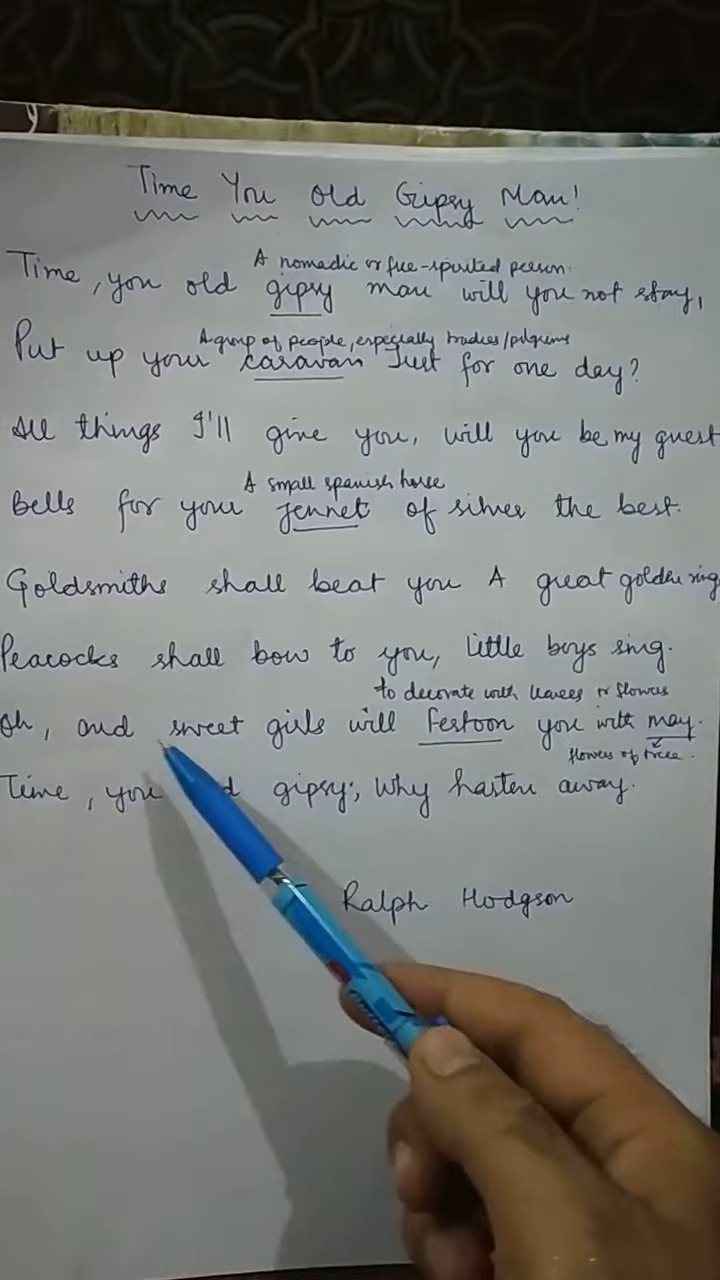 Time You Old Gipsy Man!
A nomadic or free-spirited person.
Time, you old gipsy man will you not stay,
A group of people, especially tradies/pilgrims
Put up your caravan Just for one day?
All things I'll give you, will you be my guest
A small spanish horse
Bells for your jennet of silver the best.
Goldsmiths shall beat you A great golden ring
Peacocks shall bow to you, little boys sing.
to decorate with leaves or flowers
Oh, and sweet girls will Festoon you with may.
flowers of tree.
Time, you d gipsy, Why hasten away.
Ralph Hodgson